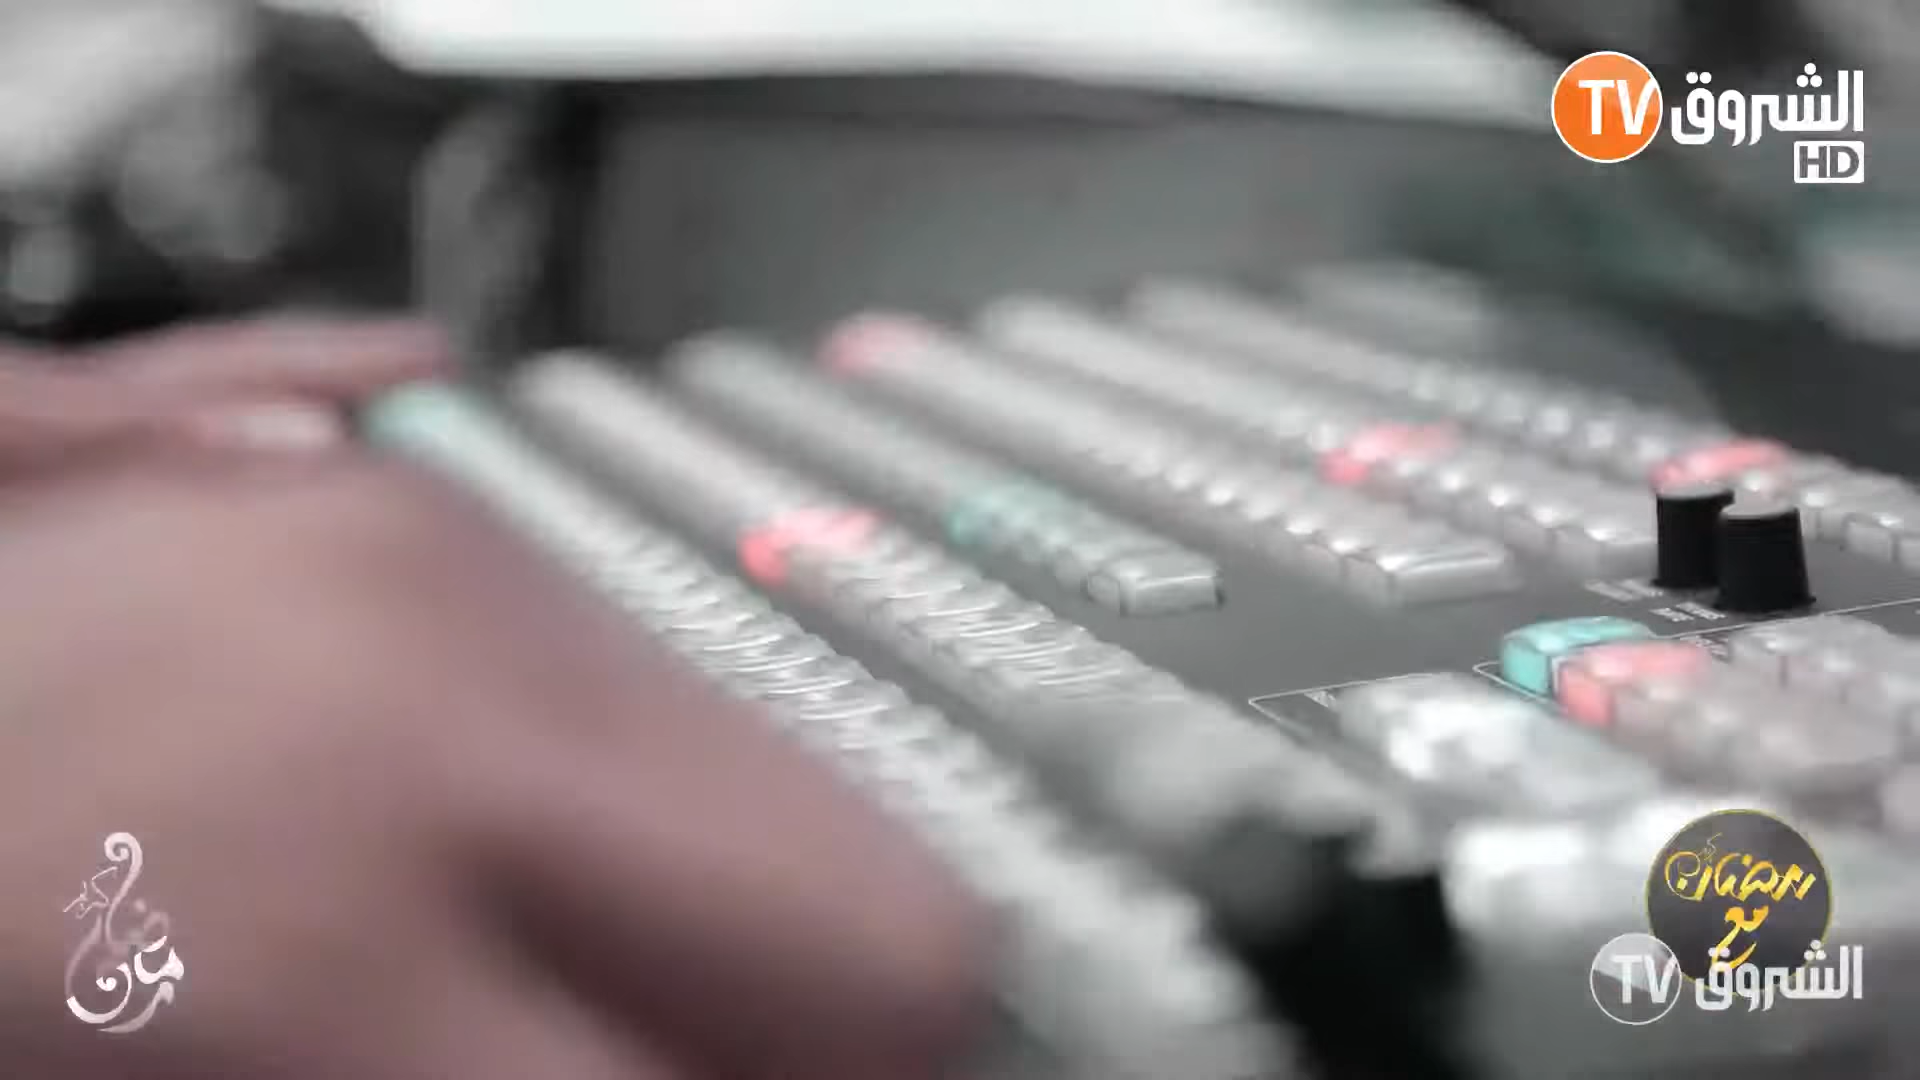 TV الشروق
HD
رمضان
كريم
رمضان
مع
TV الشروق